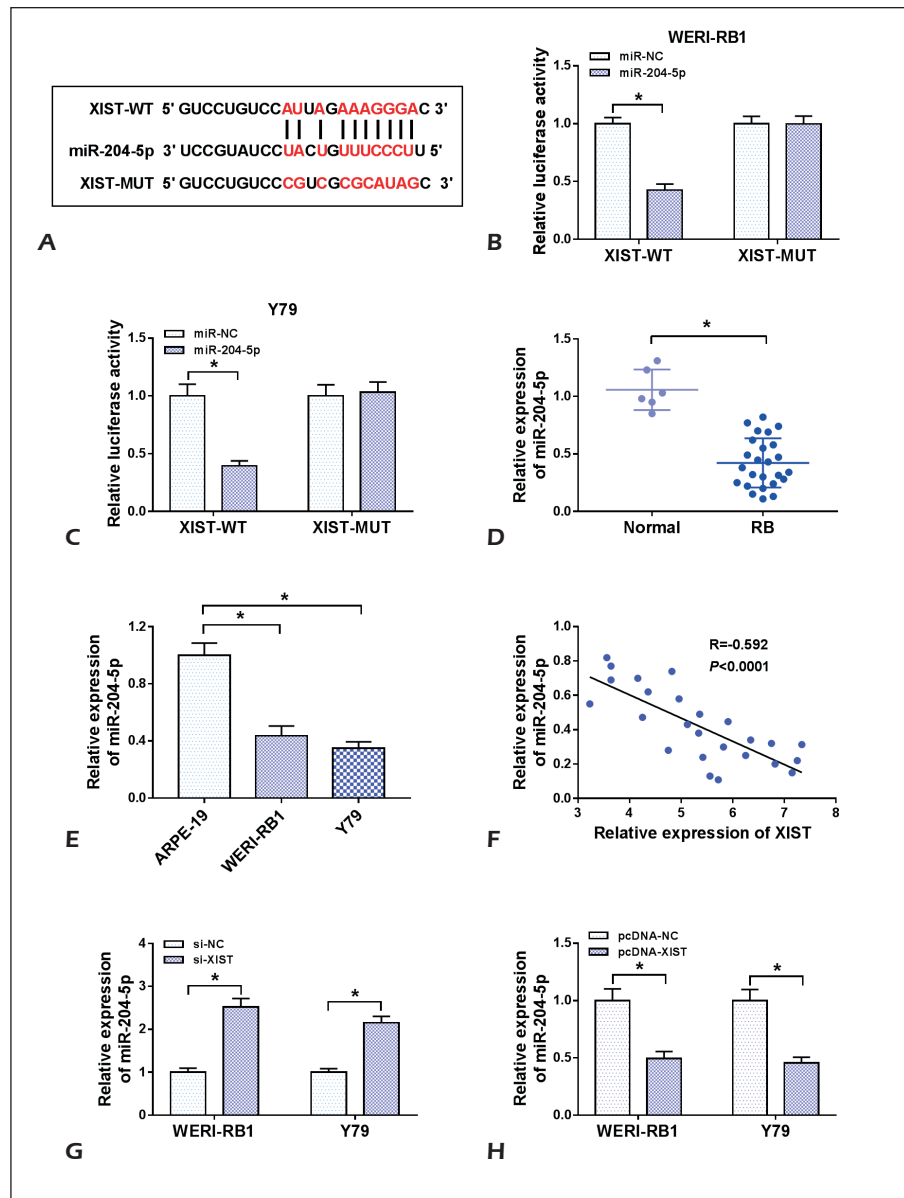 XIST-WT 5' GUCCUGUCCAUUAGAAAGGGAC 3'
miR-204-5p 3' UCCGUAUCCUACUGUUUCCCUU 5'
XIST-MUT 5' GUCCUGUCCCGUCGCGCAUAGC 3'
A
WERI-RB1
miR-NC
miR-204-5p
Relative luciferase activity
1.5
1.0
0.5
0.0
*
XIST-WT
XIST-MUT
B
Y79
miR-NC
miR-204-5p
Relative luciferase activity
1.5
1.0
0.5
0.0
*
XIST-WT
XIST-MUT
C
Relative expression
of miR-204-5p
1.5
1.0
0.5
0.0
*
Normal
RB
D
Relative expression
of miR-204-5p
1.2
0.8
0.4
0.0
*
*
ARPE-19
WERI-RB1
Y79
E
Relative expression
of miR-204-5p
1.0
0.8
0.6
0.4
0.2
0.0
R=-0.592
P<0.0001
3
4
5
6
7
8
Relative expression of XIST
F
si-NC
si-XIST
Relative expression
of miR-204-5p
4
3
2
1
0
*
*
WERI-RB1
Y79
G
pcDNA-NC
pcDNA-XIST
Relative expression
of miR-204-5p
1.5
1.0
0.5
0.0
*
*
WERI-RB1
Y79
H